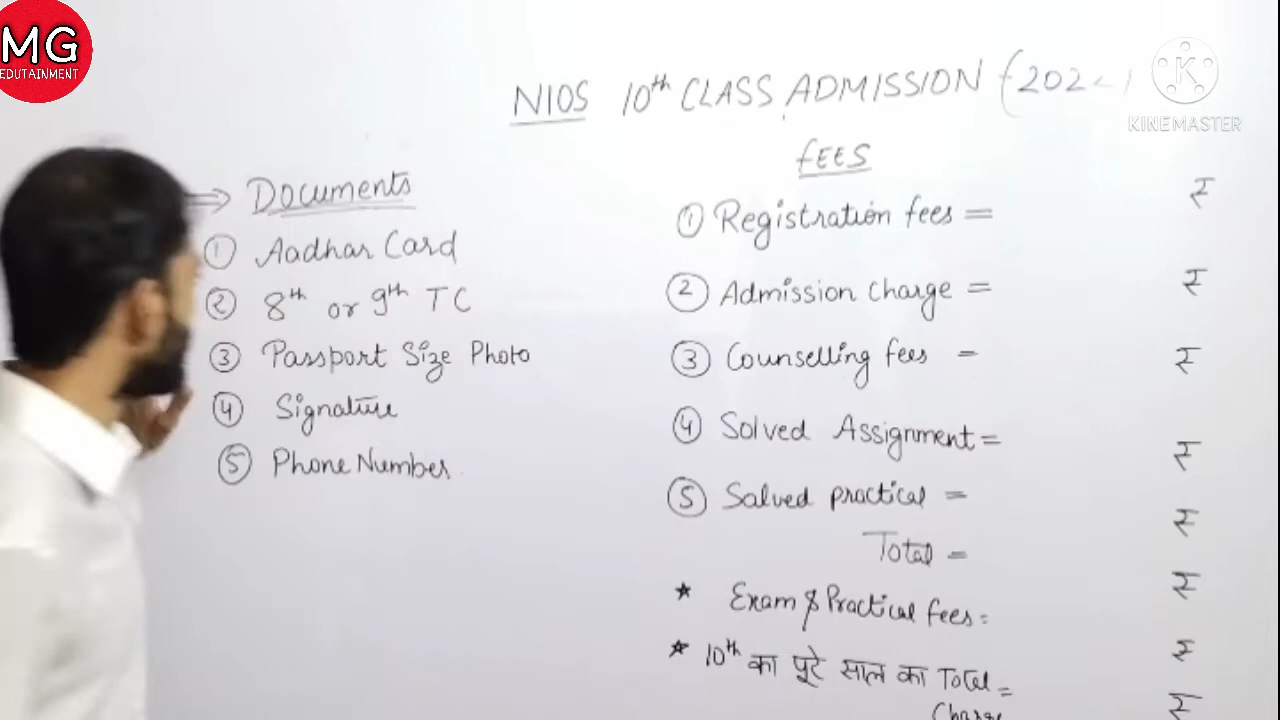 MG
EDUTAINMENT
NIOS 10th CLASS ADMISSION (202
KINEMASTER
Documents
① Aadhar Card
② 8th or 9th TC
③ Passport Size Photo
④ Signature
⑤ Phone Number
FEES
① Registration fees = ₹
② Admission Charge = ₹
③ Counselling fees = ₹
④ Solved Assignment = ₹
⑤ Salved practical = ₹
Total = ₹
★ Exam & Practical fees = ₹
★ 10th का पूरे साल का Total = ₹
Charge